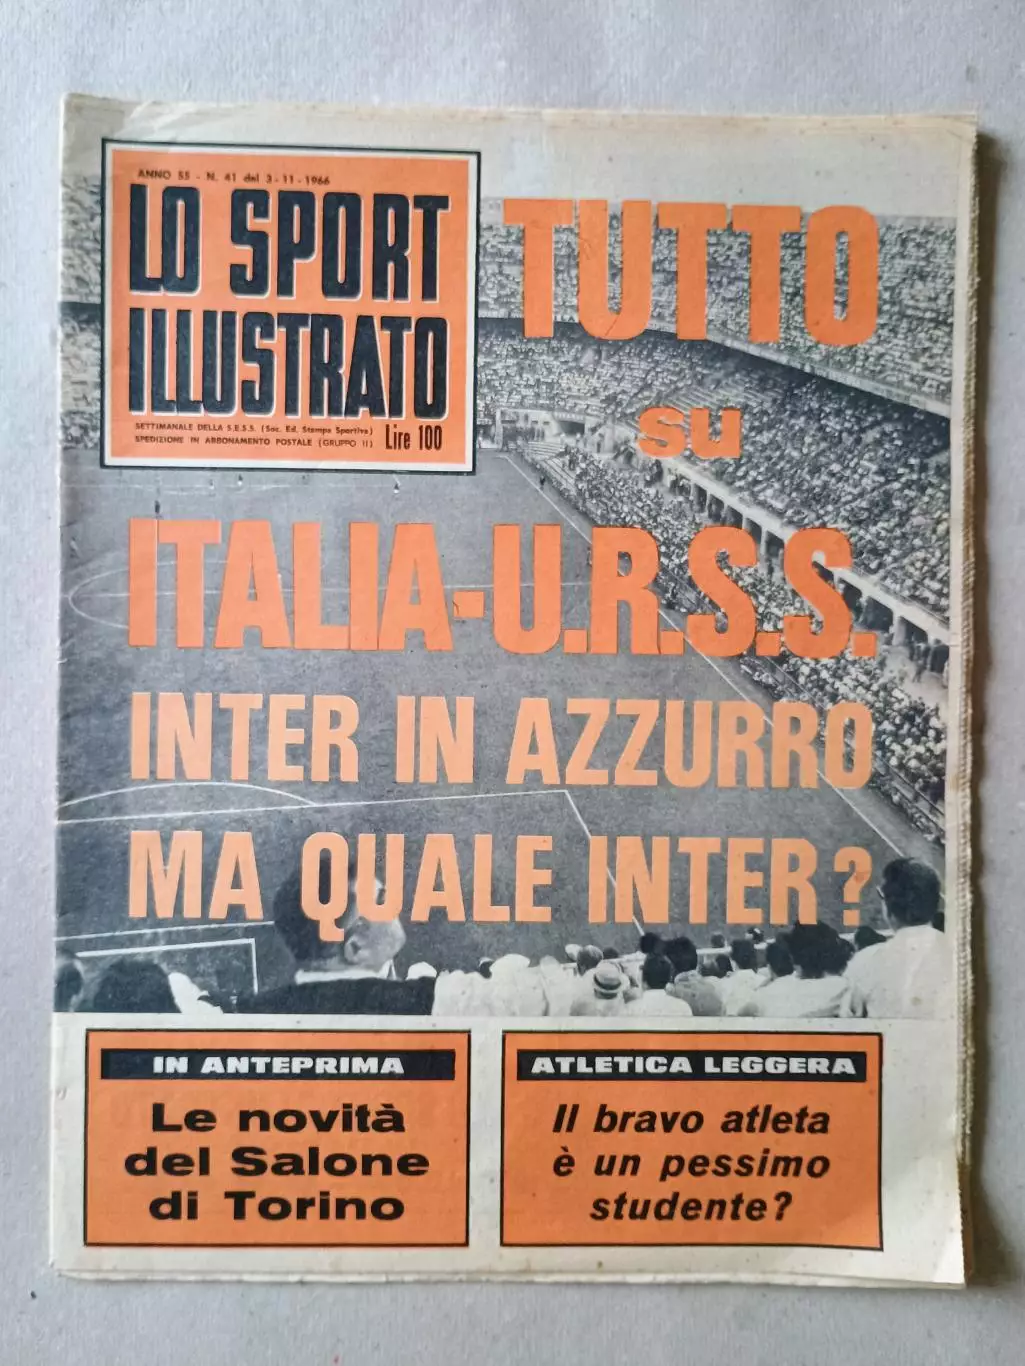 ANNO 55 - N. 41 del 3-11-1966
LO SPORT
ILLUSTRATO
SETTIMANALE DELLA S.E.S.S. (Soc. Ed. Stampa Sportiva)
SPEDIZIONE IN ABBONAMENTO POSTALE (GRUPPO II)
Lire 100
TUTTO
su
ITALIA-U.R.S.S.
INTER IN AZZURRO
MA QUALE INTER?
IN ANTEPRIMA
Le novità
del Salone
di Torino
ATLETICA LEGGERA
Il bravo atleta
è un pessimo
studente?